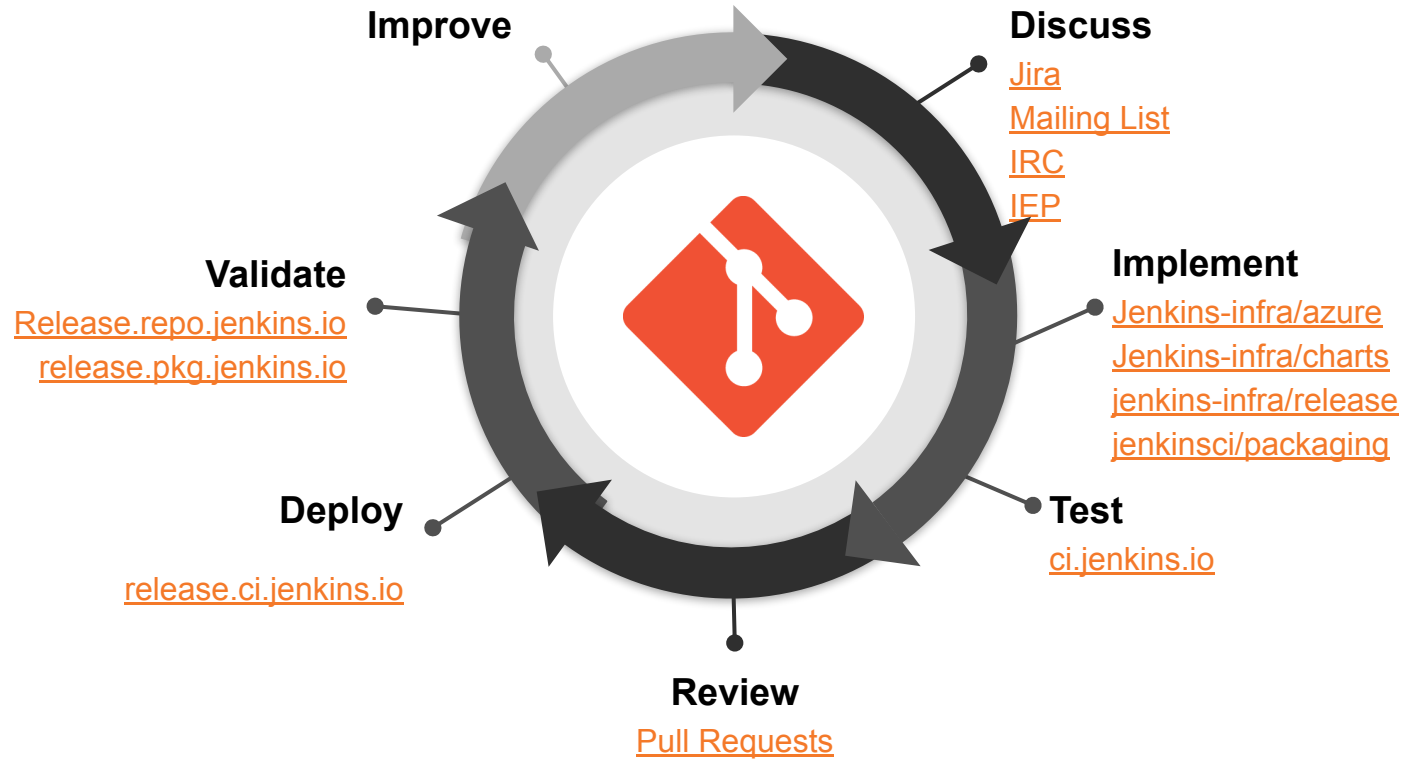 Improve
Discuss
Jira
Mailing List
IRC
IEP
Implement
Jenkins-infra/azure
Jenkins-infra/charts
jenkins-infra/release
jenkinsci/packaging
Test
ci.jenkins.io
Review
Pull Requests
Deploy
release.ci.jenkins.io
Validate
Release.repo.jenkins.io
release.pkg.jenkins.io